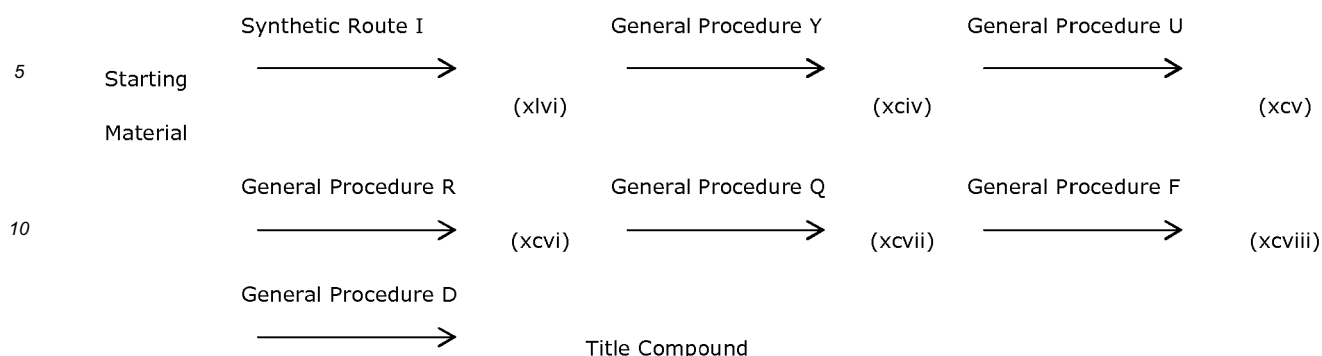 Synthetic Route I General Procedure Y General Procedure U
5 Starting
Material (xlvi) (xciv) (xcv)
General Procedure R General Procedure Q General Procedure F
10 (xcvi) (xcvii) (xcviii)
General Procedure D
Title Compound